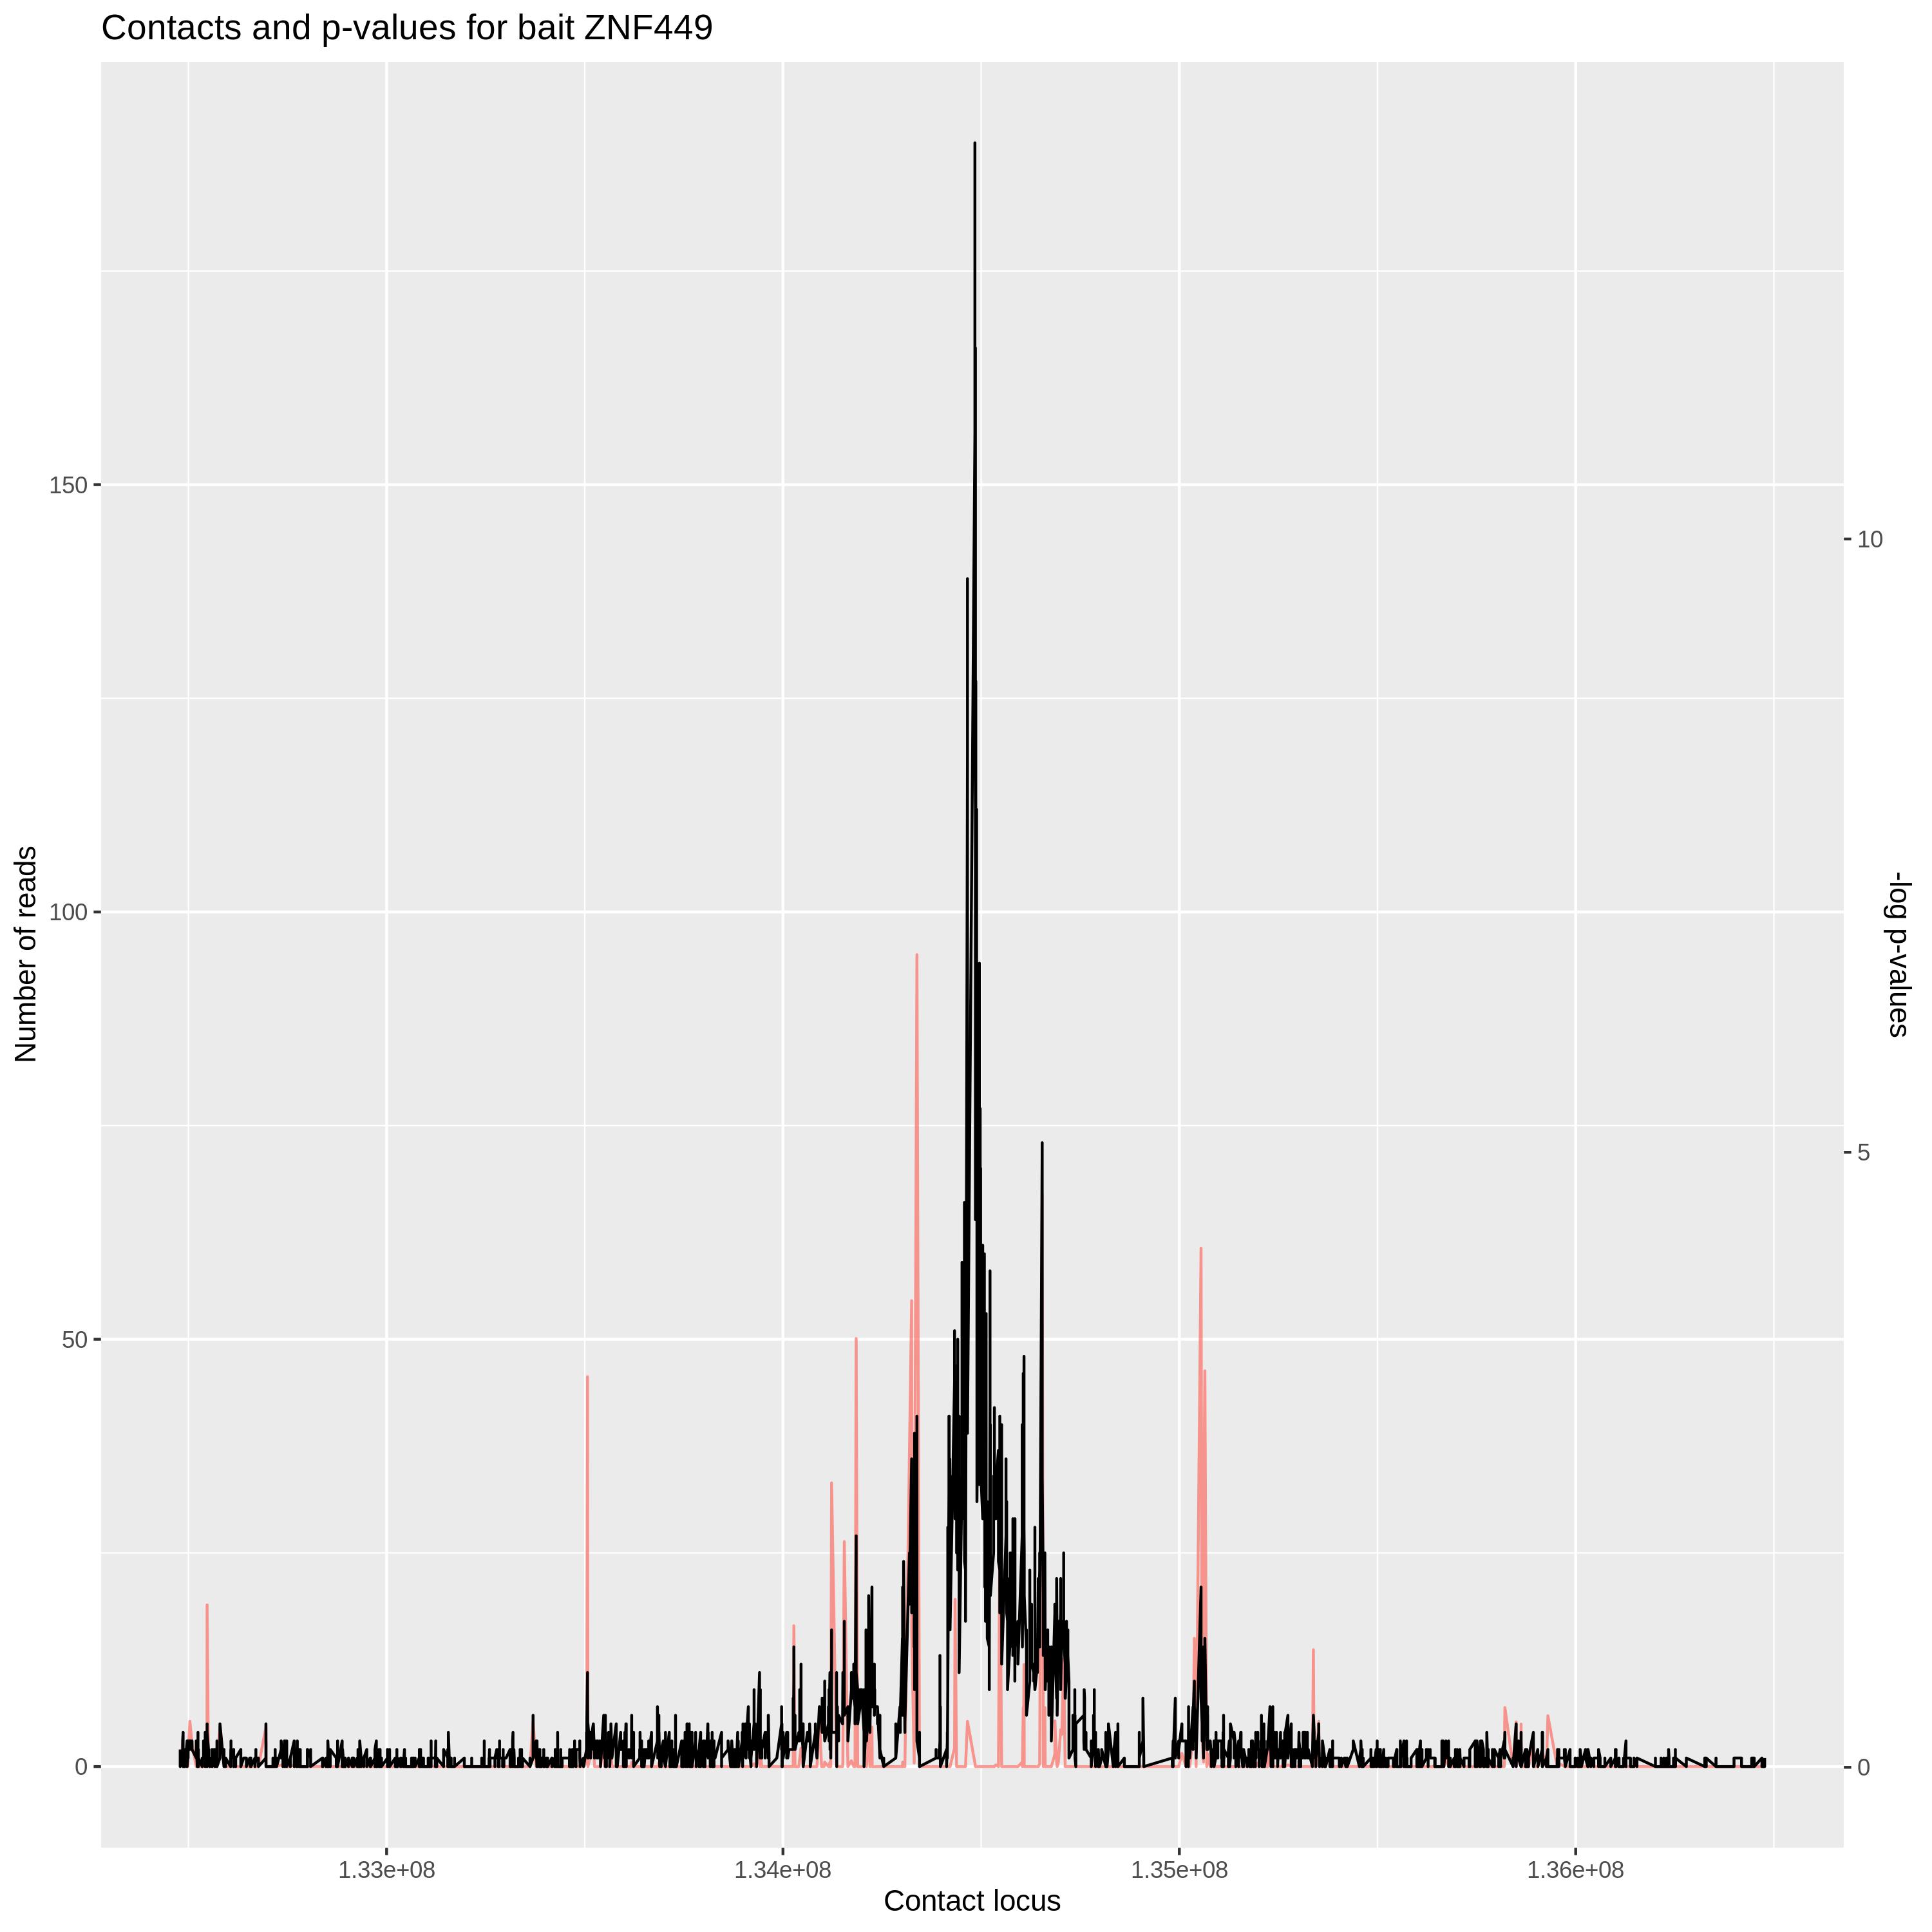 Contacts and p-values for bait ZNF449
150
100
50
0
Number of reads
10
5
0
-log p-values
1.33e+08
1.34e+08
1.35e+08
1.36e+08
Contact locus